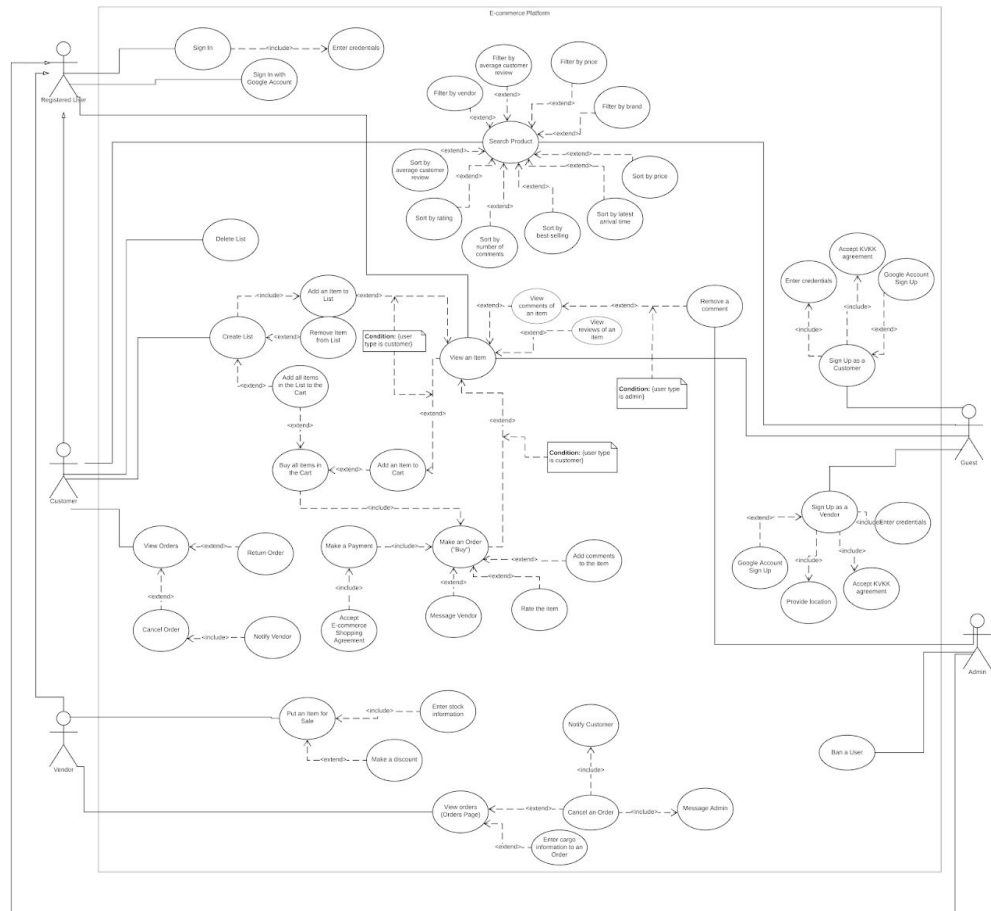 E-commerce Platform
Sign In
<include>
Enter credentials
Sign In with
Google Account
Registered User
Filter by
average customer
review
Filter by price
Filter by vendor
Filter by brand
<extend>
<extend>
<extend>
<extend>
Search Product
<extend>
<extend>
Sort by
average customer
review
<extend>
<extend>
<extend>
<extend>
Sort by price
Sort by rating
Sort by
number of
comments
Sort by
best-selling
Sort by latest
arrival time
Delete List
Accept KVKK
agreement
Enter credentials
Google Account
Sign Up
<include>
<include>
<extend>
Sign Up as a
Customer
Add an Item to
List
<include>
<extend>
Create List
<extend>
Remove Item
from List
Condition: {user
type is customer}
<extend>
View
comments of
an item
<extend>
Remove a
comment
<extend>
View
reviews of an
item
View an Item
Condition: {user type
is admin}
<extend>
Add all items
in the List to the
Cart
<extend>
<extend>
<extend>
Condition: {user type
is customer}
Buy all items in
the Cart
<extend>
Add an Item to
Cart
Customer
Guest
<include>
Sign Up as a
Vendor
<extend>
<include>
Enter credentials
Google Account
Sign Up
<include>
<include>
Provide location
Accept KVKK
agreement
View Orders
<extend>
Return Order
<extend>
Cancel Order
<include>
Notify Vendor
Make a Payment
<include>
Make an Order
("Buy")
<include>
Accept
E-commerce
Shopping
Agreement
<extend>
Add comments
to the item
<extend>
<extend>
Message Vendor
Rate the item
Admin
Put an Item for
Sale
<include>
Enter stock
information
<extend>
Make a discount
Vendor
Notify Customer
<include>
Ban a User
View orders
(Orders Page)
<extend>
Cancel an Order
<include>
Message Admin
<extend>
Enter cargo
information to an
Order